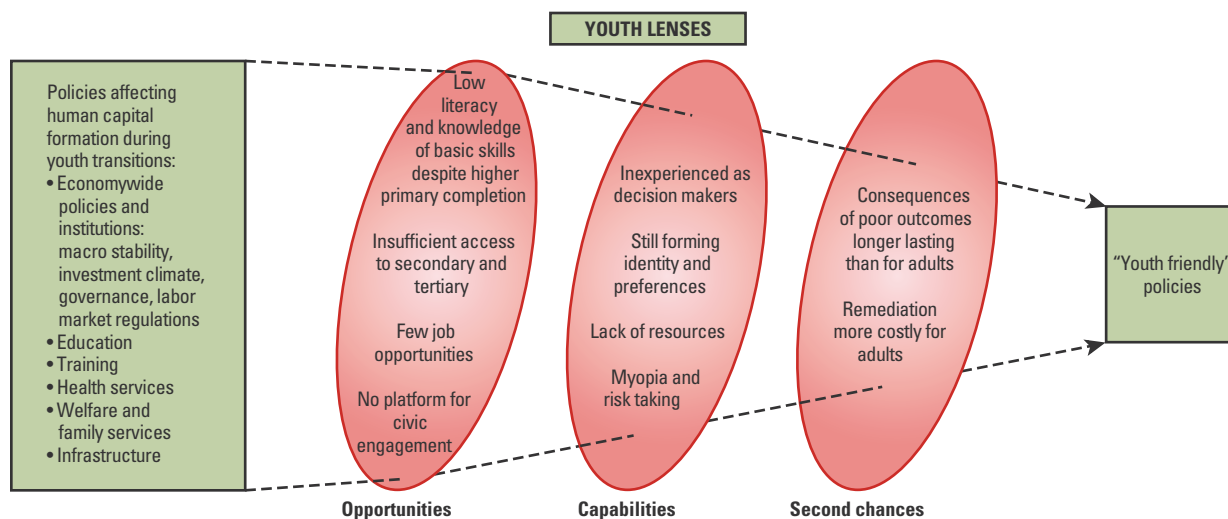 YOUTH LENSES
Policies affecting
human capital
formation during
youth transitions:
• Economywide
policies and
institutions:
macro stability,
investment climate,
governance, labor
market regulations
• Education
• Training
• Health services
• Welfare and
family services
• Infrastructure
Low
literacy
and knowledge
of basic skills
despite higher
primary completion
Insufficient access
to secondary and
tertiary
Few job
opportunities
No platform for
civic
engagement
Opportunities
Inexperienced as
decision makers
Still forming
identity and
preferences
Lack of resources
Myopia and
risk taking
Capabilities
Consequences
of poor outcomes
longer lasting
than for adults
Remediation
more costly for
adults
Second chances
“Youth friendly”
policies